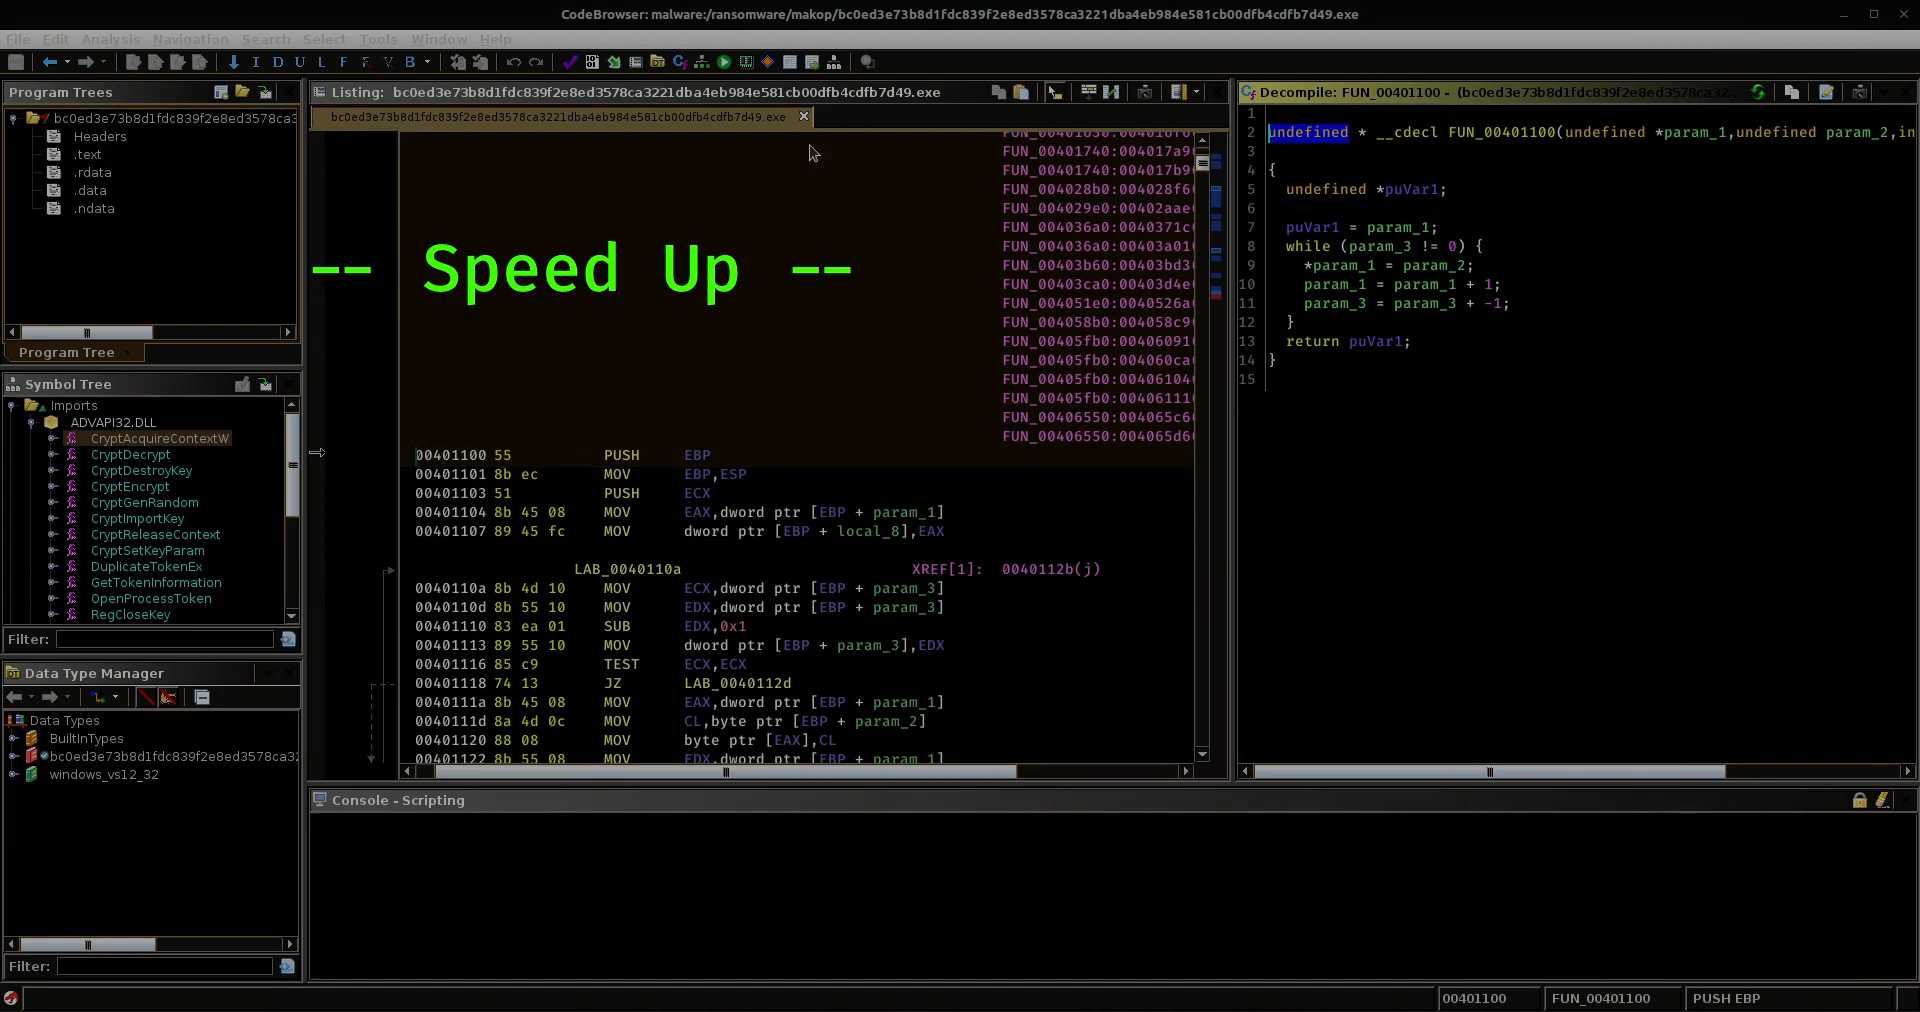 CodeBrowser: malware:/ransomware/makop/bc0ed3e73b8d1fdc839f2e8ed3578ca3221dba4eb984e581cb00dfb4cdfb7d49.exe
File Edit Analysis Navigation Search Select Tools Window Help
I D U L F F V B
Program Trees
bc0ed3e73b8d1fdc839f2e8ed3578ca3
Headers
.text
.rdata
.data
.ndata
Program Tree
Symbol Tree
Imports
ADVAPI32.DLL
CryptAcquireContextW
CryptDecrypt
CryptDestroyKey
CryptEncrypt
CryptGenRandom
CryptImportKey
CryptReleaseContext
CryptSetKeyParam
DuplicateTokenEx
GetTokenInformation
OpenProcessToken
RegCloseKey
Filter:
Data Type Manager
Data Types
BuiltInTypes
bc0ed3e73b8d1fdc839f2e8ed3578ca32
windows_vs12_32
Filter:
Listing: bc0ed3e73b8d1fdc839f2e8ed3578ca3221dba4eb984e581cb00dfb4cdfb7d49.exe
bc0ed3e73b8d1fdc839f2e8ed3578ca3221dba4eb984e581cb00dfb4cdfb7d49.exe
-- Speed Up --
FUN_00401740:004017a9(
FUN_00401740:004017b9(
FUN_004028b0:004028f6(
FUN_004029e0:00402aae(
FUN_004036a0:0040371c(
FUN_004036a0:00403a01(
FUN_00403b60:00403bd3(
FUN_00403ca0:00403d4e(
FUN_004051e0:0040526a(
FUN_004058b0:004058c9(
FUN_00405fb0:00406091(
FUN_00405fb0:004060ca(
FUN_00405fb0:00406104(
FUN_00405fb0:00406111(
FUN_00406550:004065c6(
FUN_00406550:004065d6(
00401100 55 PUSH EBP
00401101 8b ec MOV EBP,ESP
00401103 51 PUSH ECX
00401104 8b 45 08 MOV EAX,dword ptr [EBP + param_1]
00401107 89 45 fc MOV dword ptr [EBP + local_8],EAX
LAB_0040110a XREF[1]: 0040112b(j)
0040110a 8b 4d 10 MOV ECX,dword ptr [EBP + param_3]
0040110d 8b 55 10 MOV EDX,dword ptr [EBP + param_3]
00401110 83 ea 01 SUB EDX,0x1
00401113 89 55 10 MOV dword ptr [EBP + param_3],EDX
00401116 85 c9 TEST ECX,ECX
00401118 74 13 JZ LAB_0040112d
0040111a 8b 45 08 MOV EAX,dword ptr [EBP + param_1]
0040111d 8a 4d 0c MOV CL,byte ptr [EBP + param_2]
00401120 88 08 MOV byte ptr [EAX],CL
00401122 8b 55 08 MOV EDX,dword ptr [EBP + param_1]
Decompile: FUN_00401100 - (bc0ed3e73b8d1fdc839f2e8ed3578ca32...
1
2 undefined * __cdecl FUN_00401100(undefined *param_1,undefined param_2,in
3
4 {
5 undefined *puVar1;
6
7 puVar1 = param_1;
8 while (param_3 != 0) {
9 *param_1 = param_2;
10 param_1 = param_1 + 1;
11 param_3 = param_3 + -1;
12 }
13 return puVar1;
14 }
15
Console - Scripting
00401100 FUN_00401100 PUSH EBP